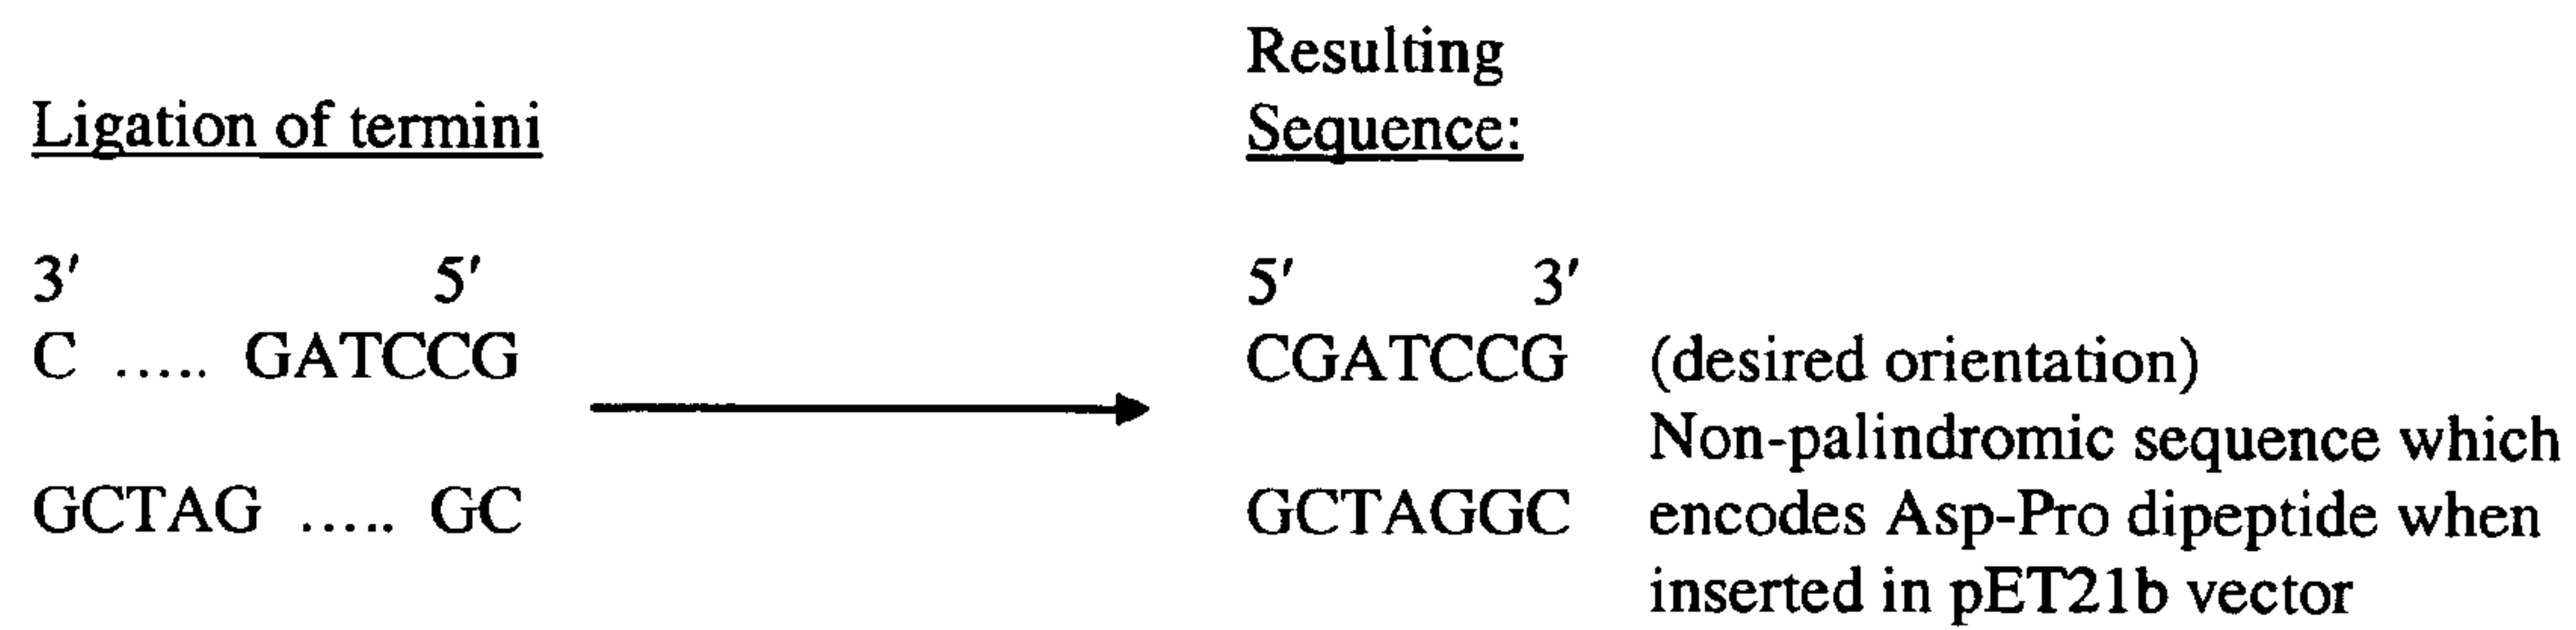 Ligation of termini
Resulting
Sequence:
3′ 5′
C ..... GATCCG
GCTAG ..... GC
5′ 3′
CGATCCG (desired orientation)
Non-palindromic sequence which
GCTAGGC encodes Asp-Pro dipeptide when
inserted in pET21b vector